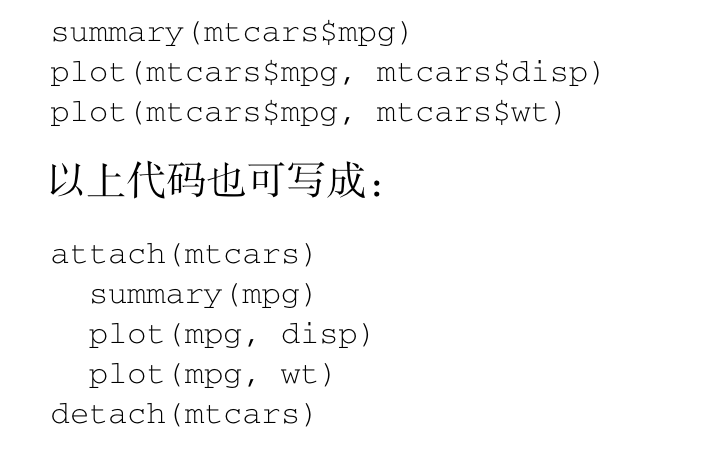 summary(mtcars$mpg)
plot(mtcars$mpg, mtcars$disp)
plot(mtcars$mpg, mtcars$wt)
以上代码也可写成：
attach(mtcars)
  summary(mpg)
  plot(mpg, disp)
  plot(mpg, wt)
detach(mtcars)